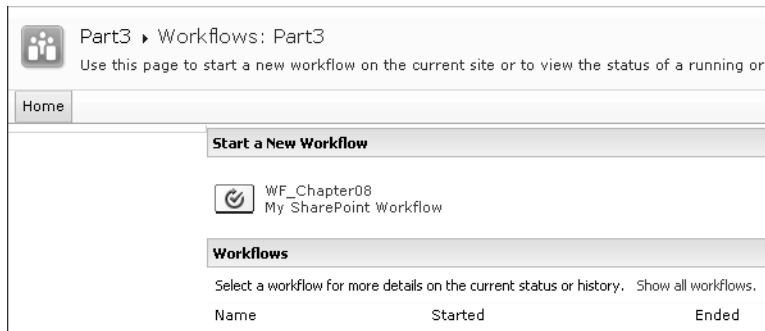 Part3 ▸ Workflows: Part3
Use this page to start a new workflow on the current site or to view the status of a running or
Home
Start a New Workflow
WF_Chapter08
My SharePoint Workflow
Workflows
Select a workflow for more details on the current status or history. Show all workflows.
Name Started Ended